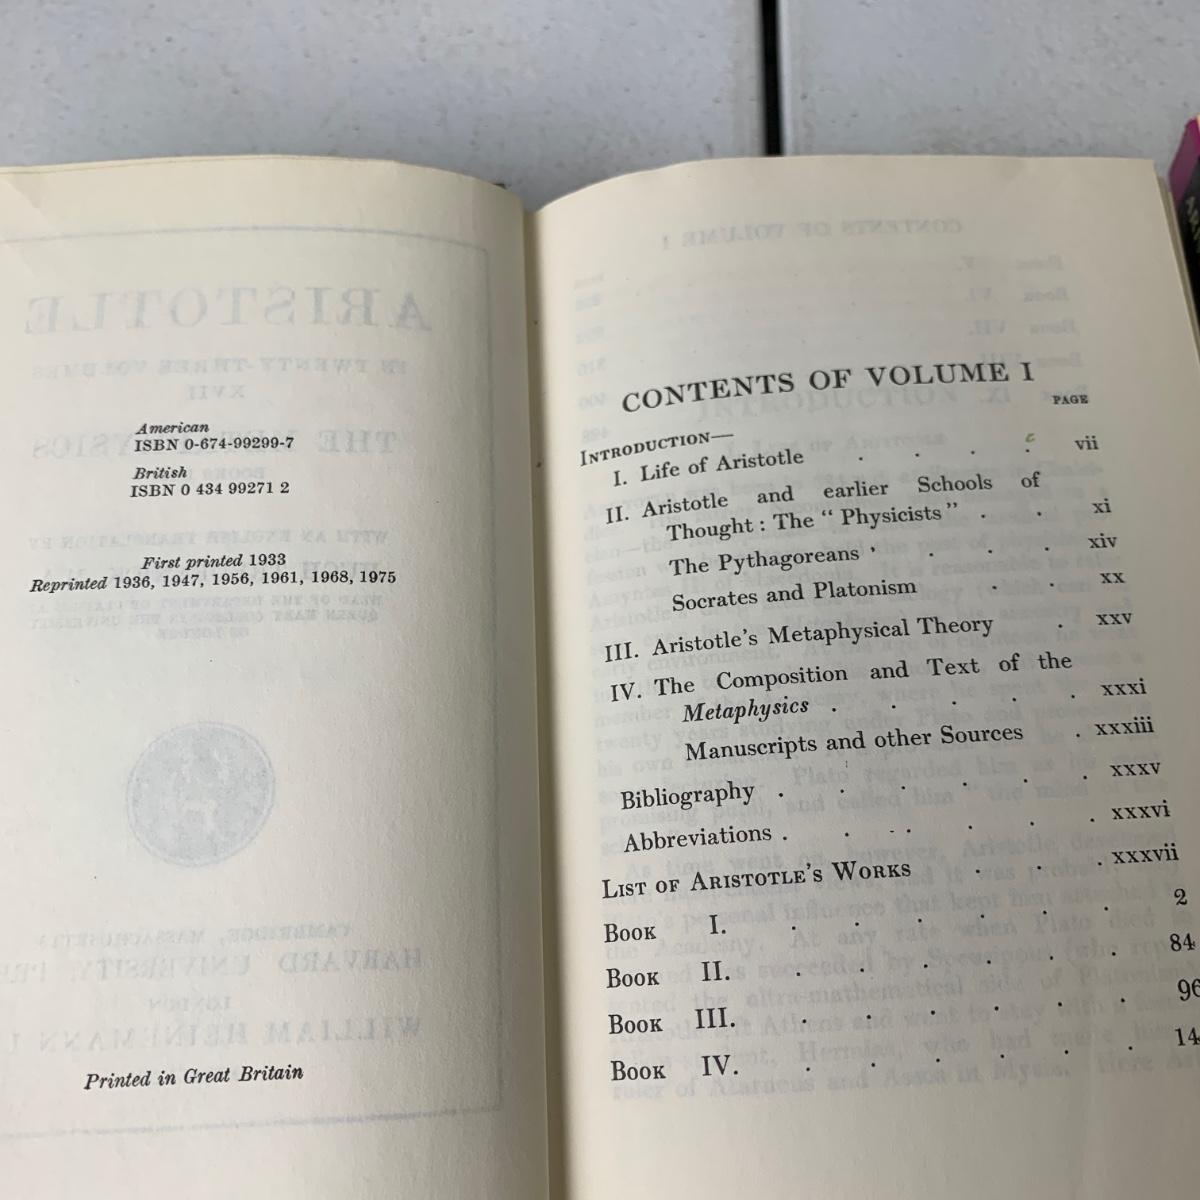 American
ISBN 0-674-99299-7
British
ISBN 0 434 99271 2
First printed 1933
Reprinted 1936, 1947, 1956, 1961, 1968, 1975
Printed in Great Britain
CONTENTS OF VOLUME I
PAGE
INTRODUCTION—
I. Life of Aristotle . . . . vii
II. Aristotle and earlier Schools of
Thought : The “ Physicists ” . . xi
The Pythagoreans . . . xiv
Socrates and Platonism . . xx
III. Aristotle's Metaphysical Theory . xxv
IV. The Composition and Text of the
Metaphysics . . . . . xxxi
Manuscripts and other Sources . xxxiii
Bibliography . . . . . . xxxv
Abbreviations . . . . . . xxxvi
LIST OF ARISTOTLE'S WORKS . . . xxxvii
BOOK I. . . . . . . 2
BOOK II. . . . . . . 84
BOOK III. . . . . . . 96
BOOK IV. . . . . . . 14